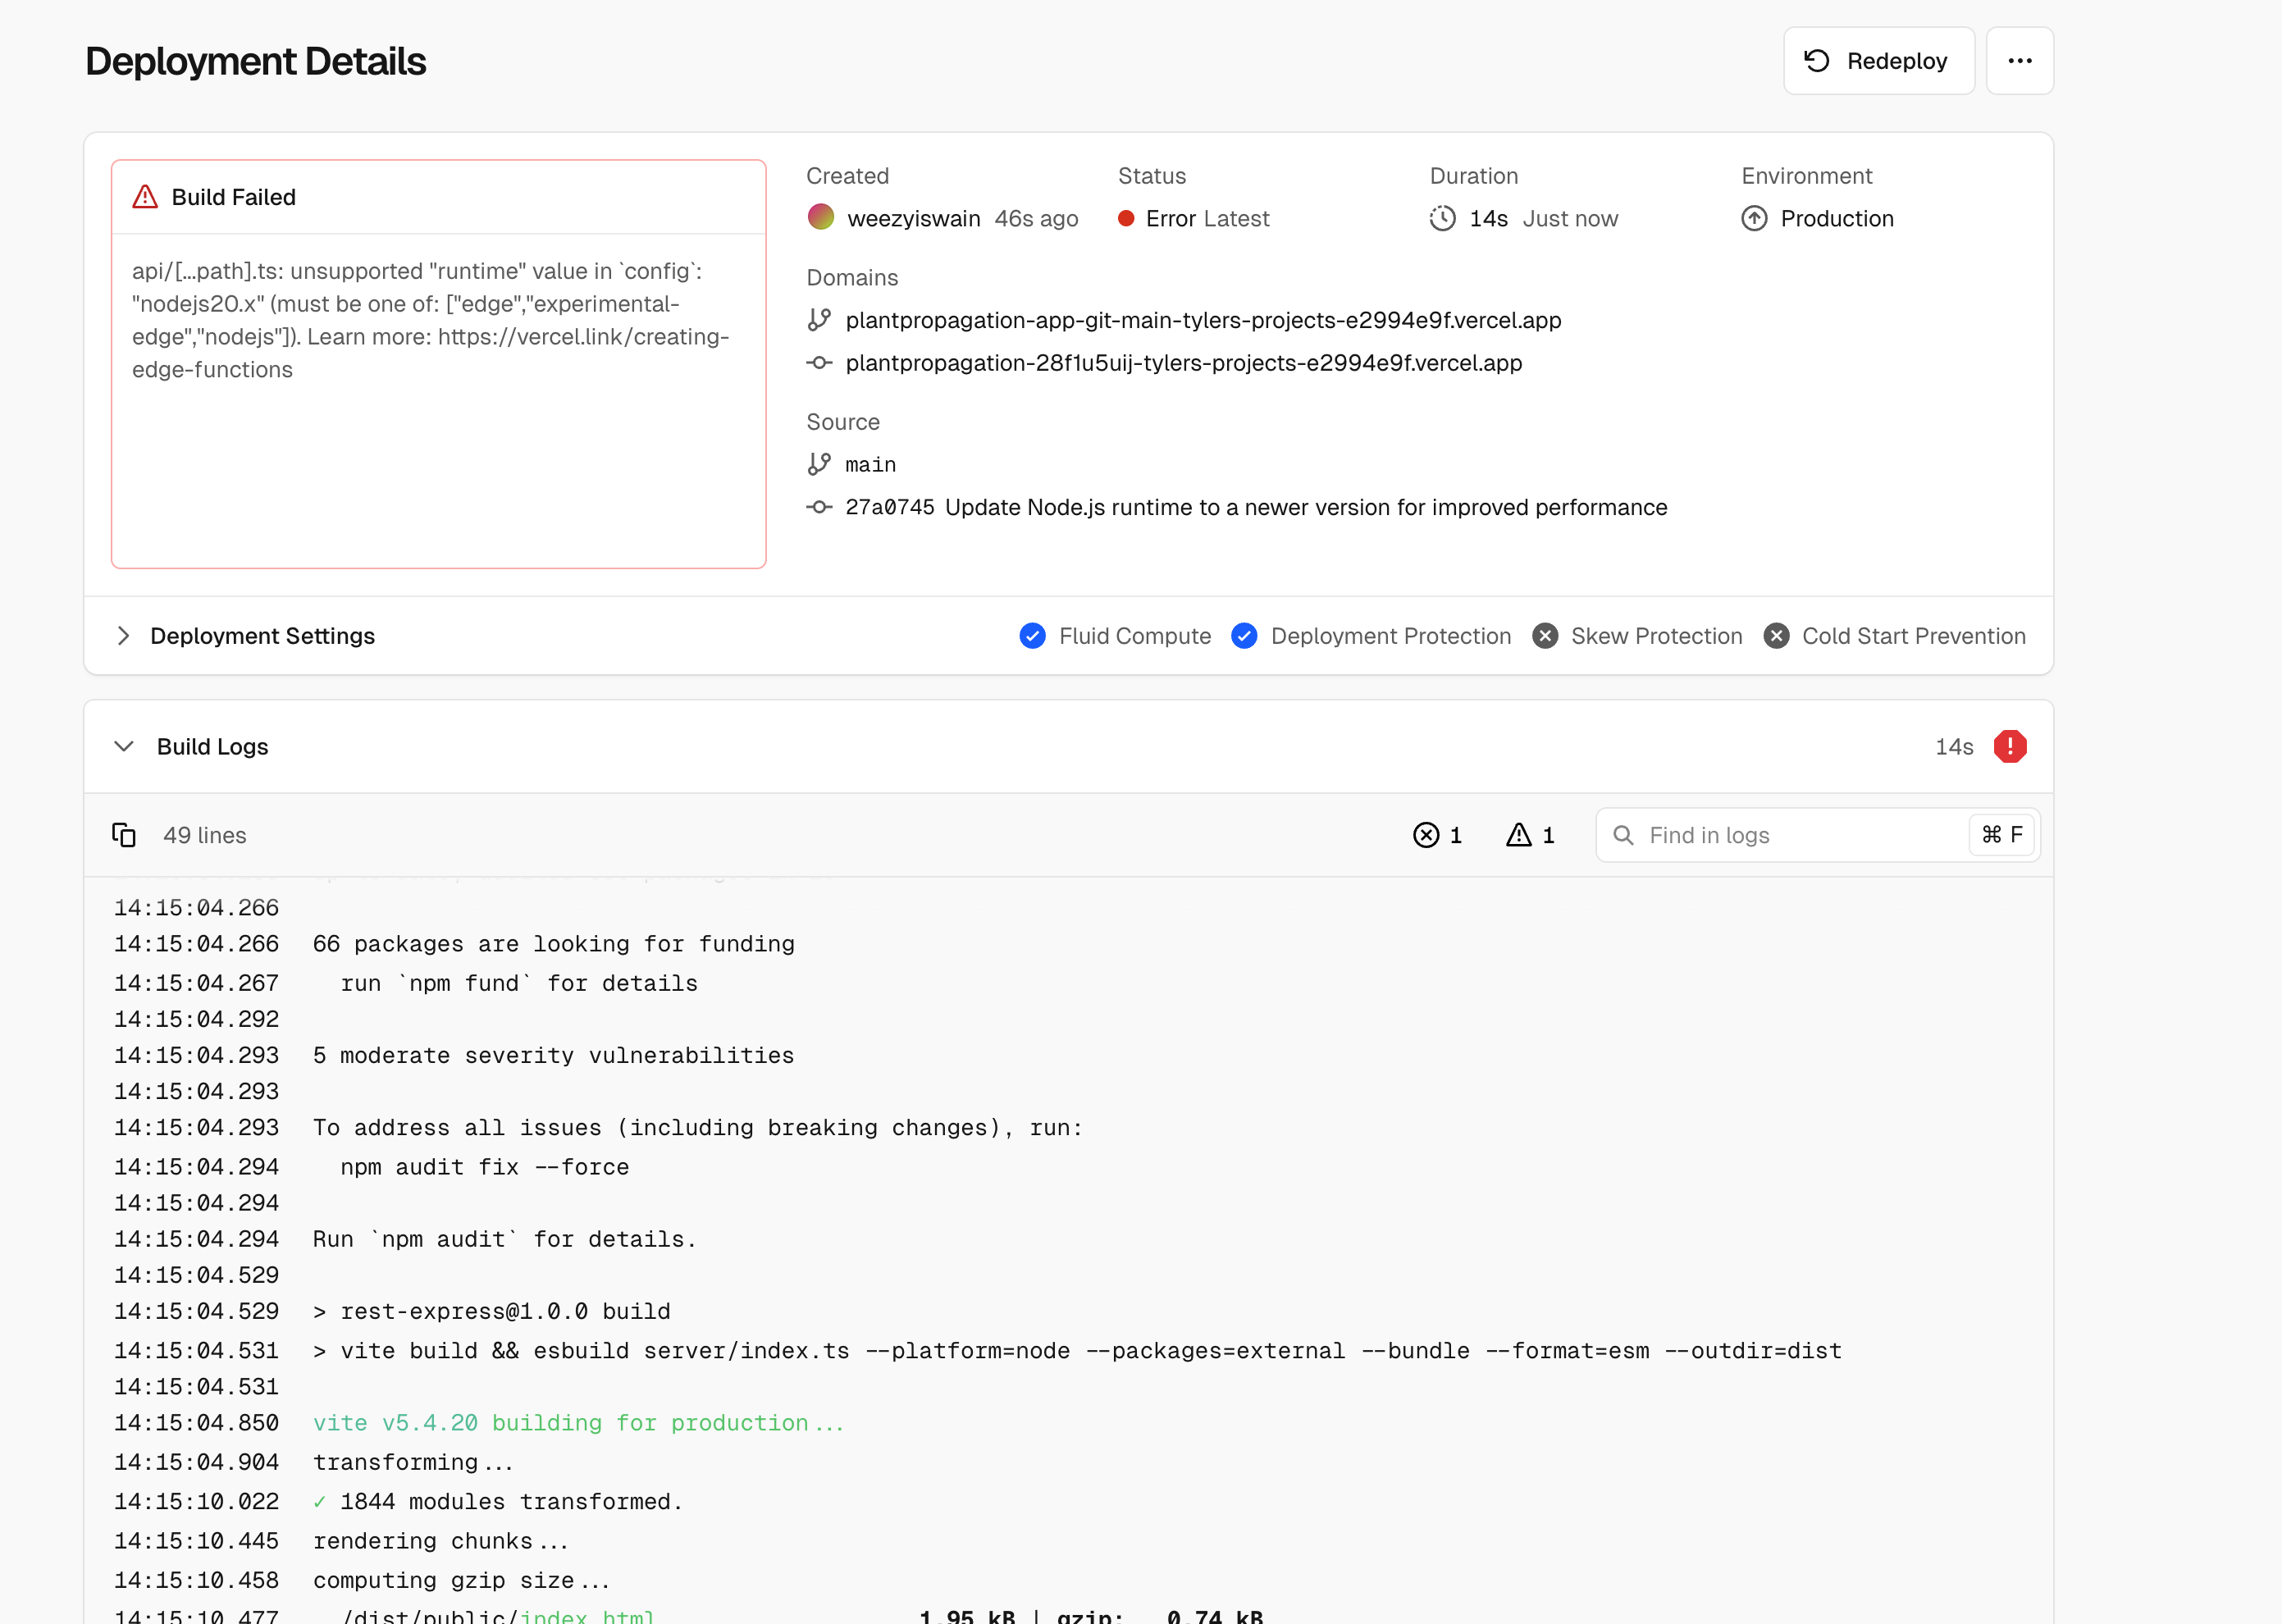 Deployment Details
Redeploy
Build Failed
api/[...path].ts: unsupported "runtime" value in `config`:
"nodejs20.x" (must be one of: ["edge","experimental-
edge","nodejs"]). Learn more: https://vercel.link/creating-
edge-functions
Created
weezyiswain 46s ago
Status
Error Latest
Duration
14s Just now
Environment
Production
Domains
plantpropagation-app-git-main-tylers-projects-e2994e9f.vercel.app
plantpropagation-28f1u5uij-tylers-projects-e2994e9f.vercel.app
Source
main
27a0745 Update Node.js runtime to a newer version for improved performance
Deployment Settings
Fluid Compute
Deployment Protection
Skew Protection
Cold Start Prevention
Build Logs
14s
49 lines
1
1
Find in logs
⌘ F
14:15:04.266
14:15:04.266 66 packages are looking for funding
14:15:04.267 run `npm fund` for details
14:15:04.292
14:15:04.293 5 moderate severity vulnerabilities
14:15:04.293
14:15:04.293 To address all issues (including breaking changes), run:
14:15:04.294 npm audit fix --force
14:15:04.294
14:15:04.294 Run `npm audit` for details.
14:15:04.529
14:15:04.529 > rest-express@1.0.0 build
14:15:04.531 > vite build && esbuild server/index.ts --platform=node --packages=external --bundle --format=esm --outdir=dist
14:15:04.531
14:15:04.850 vite v5.4.20 building for production...
14:15:04.904 transforming...
14:15:10.022 ✓ 1844 modules transformed.
14:15:10.445 rendering chunks...
14:15:10.458 computing gzip size...
14:15:10.477 ../dist/public/index.html 1.95 kB | gzip: 0.74 kB